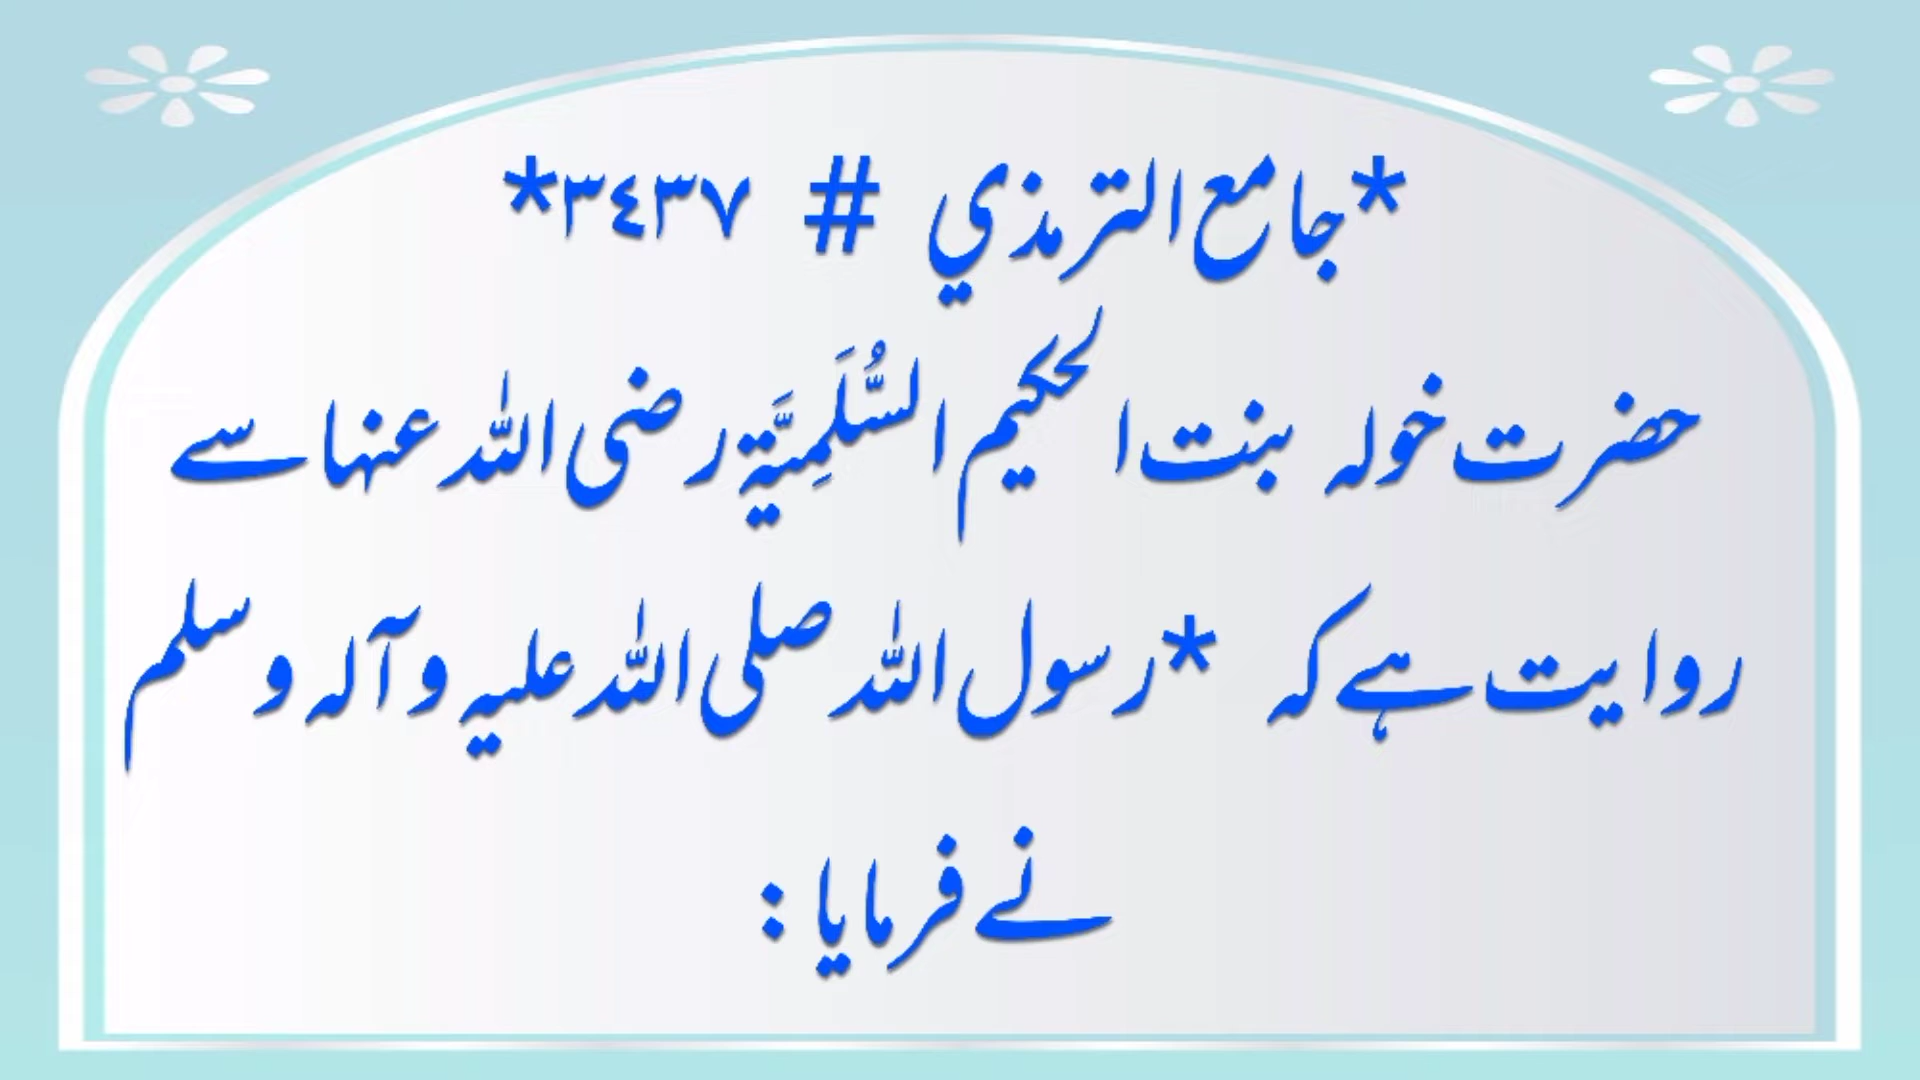 *جامع الترمذي # ٣٤٣٧*
حضرت خولہ بنت الحکیم السُّلَمِیَّۃ رضی اللہ عنہا سے
روایت ہے کہ *رسول اللہ صلی اللہ علیہ وآلہ وسلم
نے فرمایا :